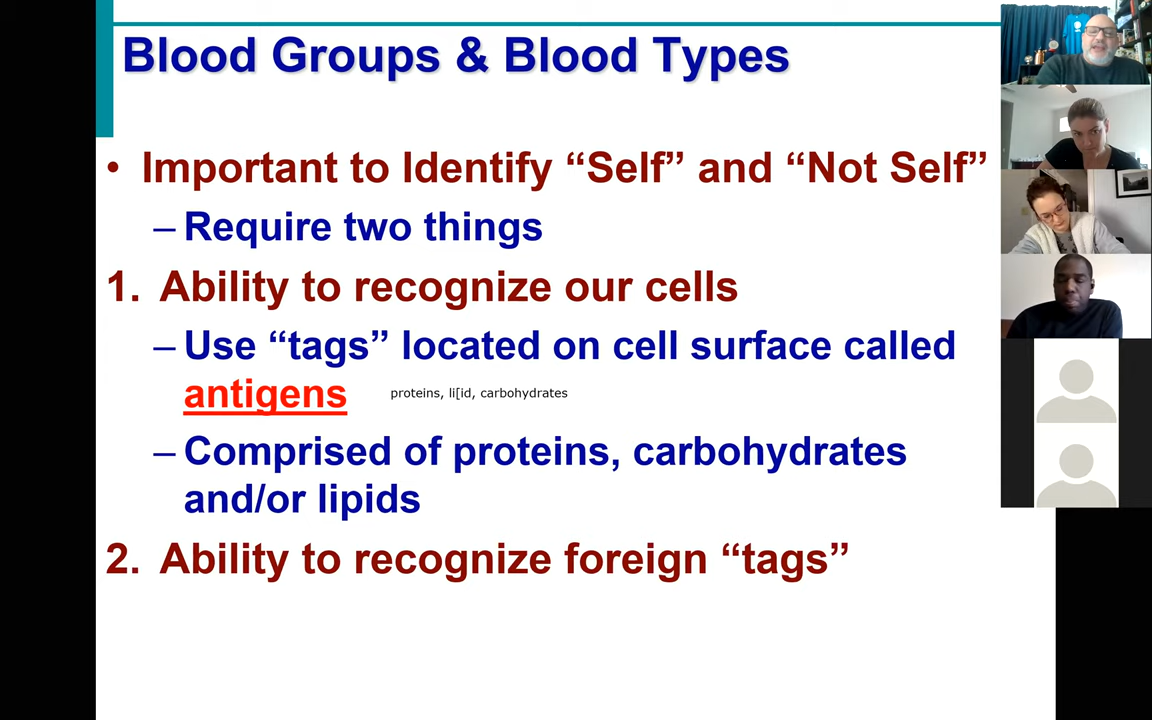 Blood Groups & Blood Types
• Important to Identify “Self” and “Not Self”
– Require two things
1. Ability to recognize our cells
– Use “tags” located on cell surface called
antigens proteins, li[id, carbohydrates
– Comprised of proteins, carbohydrates
and/or lipids
2. Ability to recognize foreign “tags”